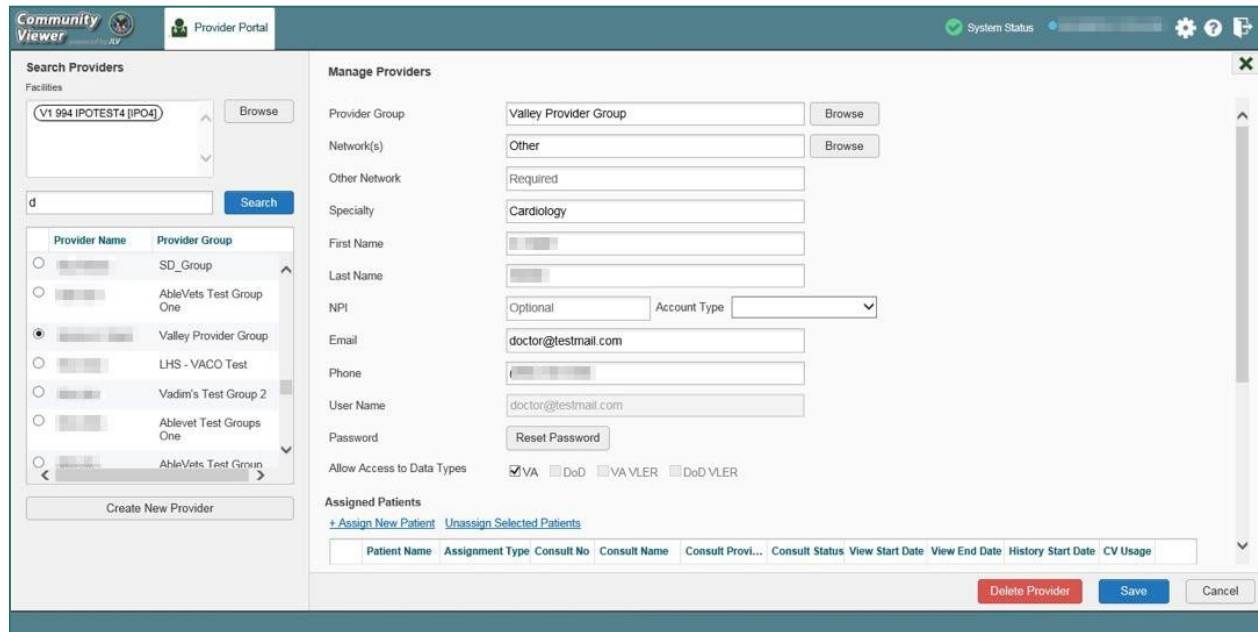 Community Viewer powered by JLV
Provider Portal
System Status
Search Providers
Facilities
V1 994 IPOTEST4 [IPO4]
Browse
d
Search
Provider Name Provider Group
SD_Group
AbleVets Test Group
One
Valley Provider Group
LHS - VACO Test
Vadim's Test Group 2
Ablevet Test Groups
One
AbleVets Test Group
Create New Provider
Manage Providers
Provider Group Valley Provider Group Browse
Network(s) Other Browse
Other Network Required
Specialty Cardiology
First Name
Last Name
NPI Optional Account Type
Email doctor@testmail.com
Phone
User Name doctor@testmail.com
Password Reset Password
Allow Access to Data Types VA DoD VA VLER DoD VLER
Assigned Patients
+ Assign New Patient Unassign Selected Patients
Patient Name Assignment Type Consult No Consult Name Consult Provi... Consult Status View Start Date View End Date History Start Date CV Usage
Delete Provider Save Cancel